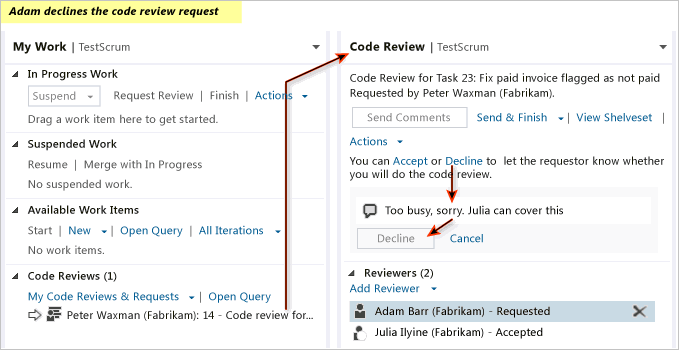 Adam declines the code review request
My Work | TestScrum
In Progress Work
Suspend Request Review | Finish | Actions
Drag a work item here to get started.
Suspended Work
Resume | Merge with In Progress
No suspended work.
Available Work Items
Start | New | Open Query | All Iterations
No work items.
Code Reviews (1)
My Code Reviews & Requests | Open Query
Peter Waxman (Fabrikam): 14 - Code review for...
Code Review | TestScrum
Code Review for Task 23: Fix paid invoice flagged as not paid
Requested by Peter Waxman (Fabrikam).
Send Comments Send & Finish | View Shelveset |
Actions
You can Accept or Decline to let the requestor know whether
you will do the code review.
Too busy, sorry. Julia can cover this
Decline Cancel
Reviewers (2)
Add Reviewer
Adam Barr (Fabrikam) - Requested
Julia Ilyine (Fabrikam) - Accepted